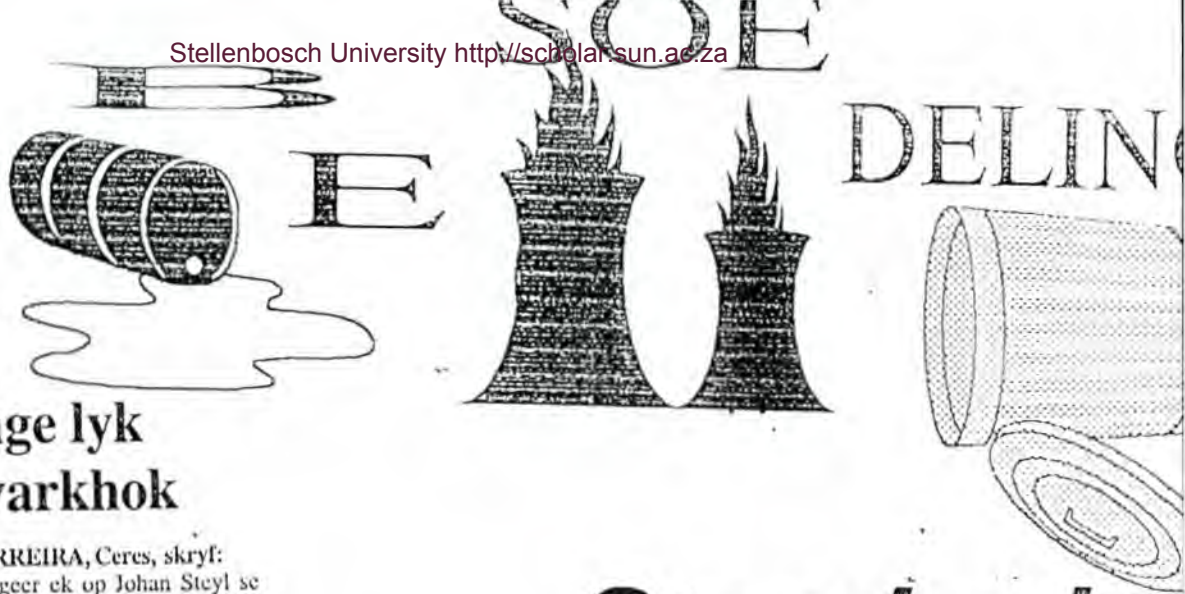 SOE
Stellenbosch University http://scholar.sun.ac.za
DELIN
E
ge lyk
varkhok
RREIRA, Ceres, skryf:
geer ek op Johan Steyl se